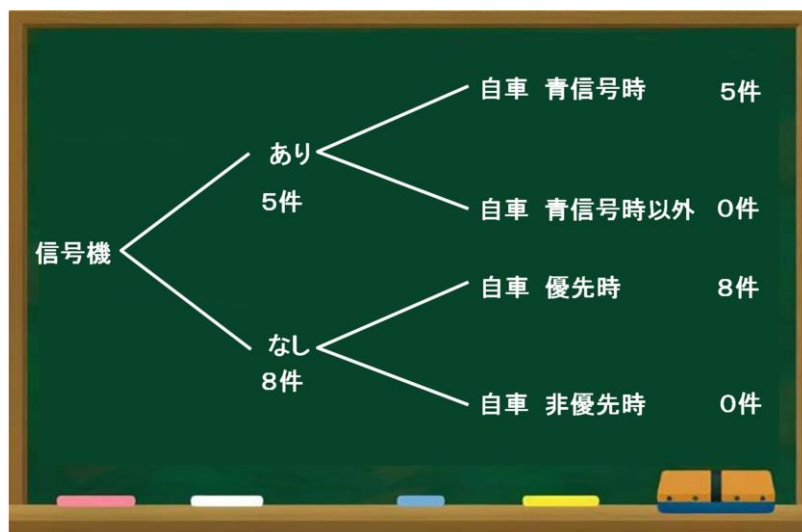 自車 青信号時 5件
あり
5件
自車 青信号時以外 0件
信号機
自車 優先時 8件
なし
8件
自車 非優先時 0件